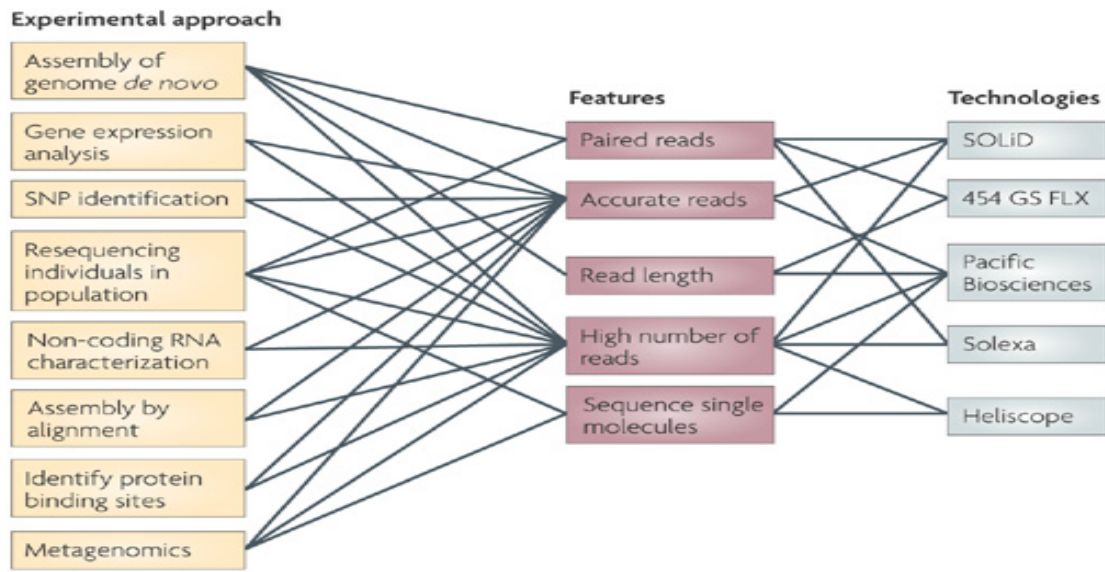 Experimental approach
Assembly of
genome de novo
Gene expression
analysis
SNP identification
Resequencing
individuals in
population
Non-coding RNA
characterization
Assembly by
alignment
Identify protein
binding sites
Metagenomics
Features
Paired reads
Accurate reads
Read length
High number of
reads
Sequence single
molecules
Technologies
SOLiD
454 GS FLX
Pacific
Biosciences
Solexa
Heliscope